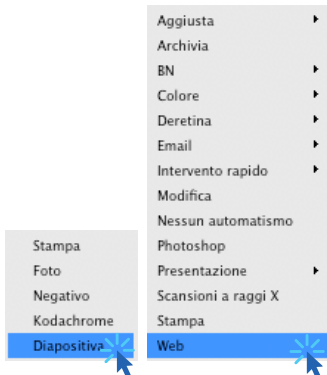 Stampa
Foto
Negativo
Kodachrome
Diapositiva
Aggiusta
Archivia
BN
Colore
Deretina
Email
Intervento rapido
Modifica
Nessun automatismo
Photoshop
Presentazione
Scansioni a raggi X
Stampa
Web